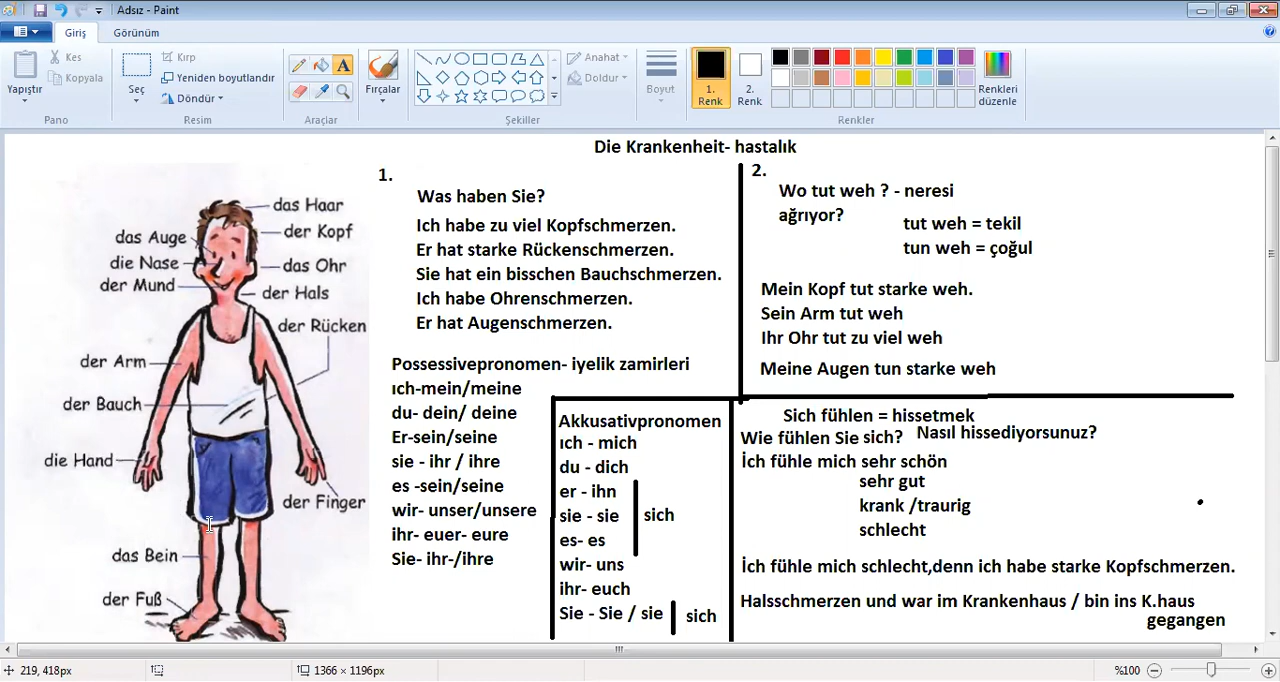 Adsız - Paint
Giriş
Görünüm
Yapıştır
Kes
Kopyala
Pano
Seç
Kırp
Yeniden boyutlandır
Döndür
Resim
Araçlar
Fırçalar
Şekiller
Anahat
Doldur
Boyut
1. Renk
2. Renk
Renkleri düzenle
Renkler
Die Krankenheit- hastalık
das Haar
der Kopf
das Auge
die Nase
das Ohr
der Mund
der Hals
der Rücken
der Arm
der Bauch
die Hand
der Finger
das Bein
der Fuß
1.
Was haben Sie?
Ich habe zu viel Kopfschmerzen.
Er hat starke Rückenschmerzen.
Sie hat ein bisschen Bauchschmerzen.
Ich habe Ohrenschmerzen.
Er hat Augenschmerzen.
Possessivepronomen- iyelik zamirleri
ıch-mein/meine
du- dein/ deine
Er-sein/seine
sie - ihr / ihre
es -sein/seine
wir- unser/unsere
ihr- euer- eure
Sie- ihr-/ihre
Akkusativpronomen
ıch - mich
du - dich
er - ihn
sie - sie
es- es
sich
wir- uns
ihr- euch
Sie - Sie / sie
sich
2.
Wo tut weh ? - neresi
ağrıyor?
tut weh = tekil
tun weh = çoğul
Mein Kopf tut starke weh.
Sein Arm tut weh
Ihr Ohr tut zu viel weh
Meine Augen tun starke weh
Sich fühlen = hissetmek
Wie fühlen Sie sich? Nasıl hissediyorsunuz?
İch fühle mich sehr schön
sehr gut
krank /traurig
schlecht
İch fühle mich schlecht,denn ich habe starke Kopfschmerzen.
Halsschmerzen und war im Krankenhaus / bin ins K.haus
gegangen
219, 418px
1366 × 1196px
%100